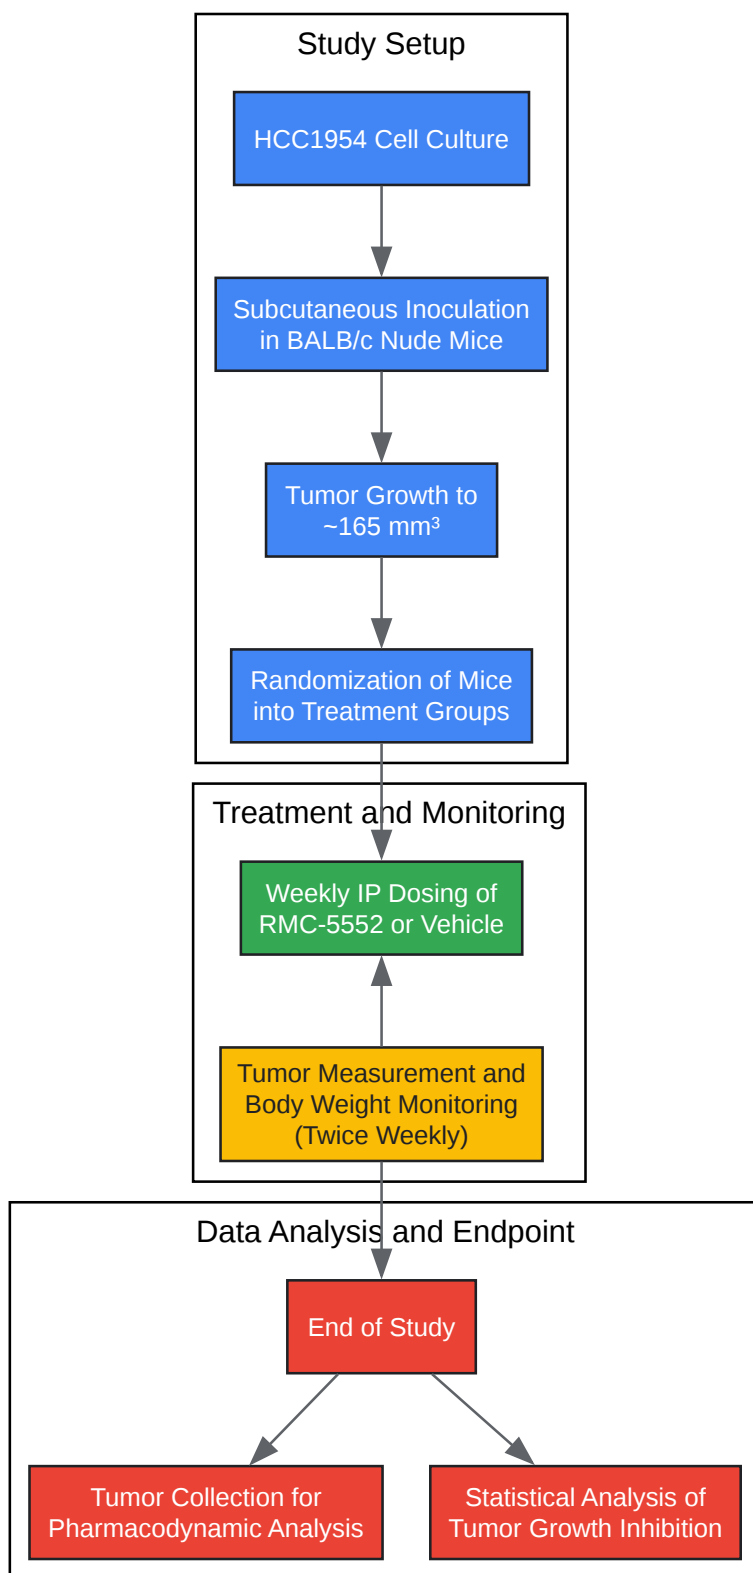 Study Setup
HCC1954 Cell Culture
Subcutaneous Inoculation
in BALB/c Nude Mice
Tumor Growth to
~165 mm³
Randomization of Mice
into Treatment Groups
Treatment and Monitoring
Weekly IP Dosing of
RMC-5552 or Vehicle
Tumor Measurement and
Body Weight Monitoring
(Twice Weekly)
Data Analysis and Endpoint
End of Study
Tumor Collection for
Pharmacodynamic Analysis
Statistical Analysis of
Tumor Growth Inhibition